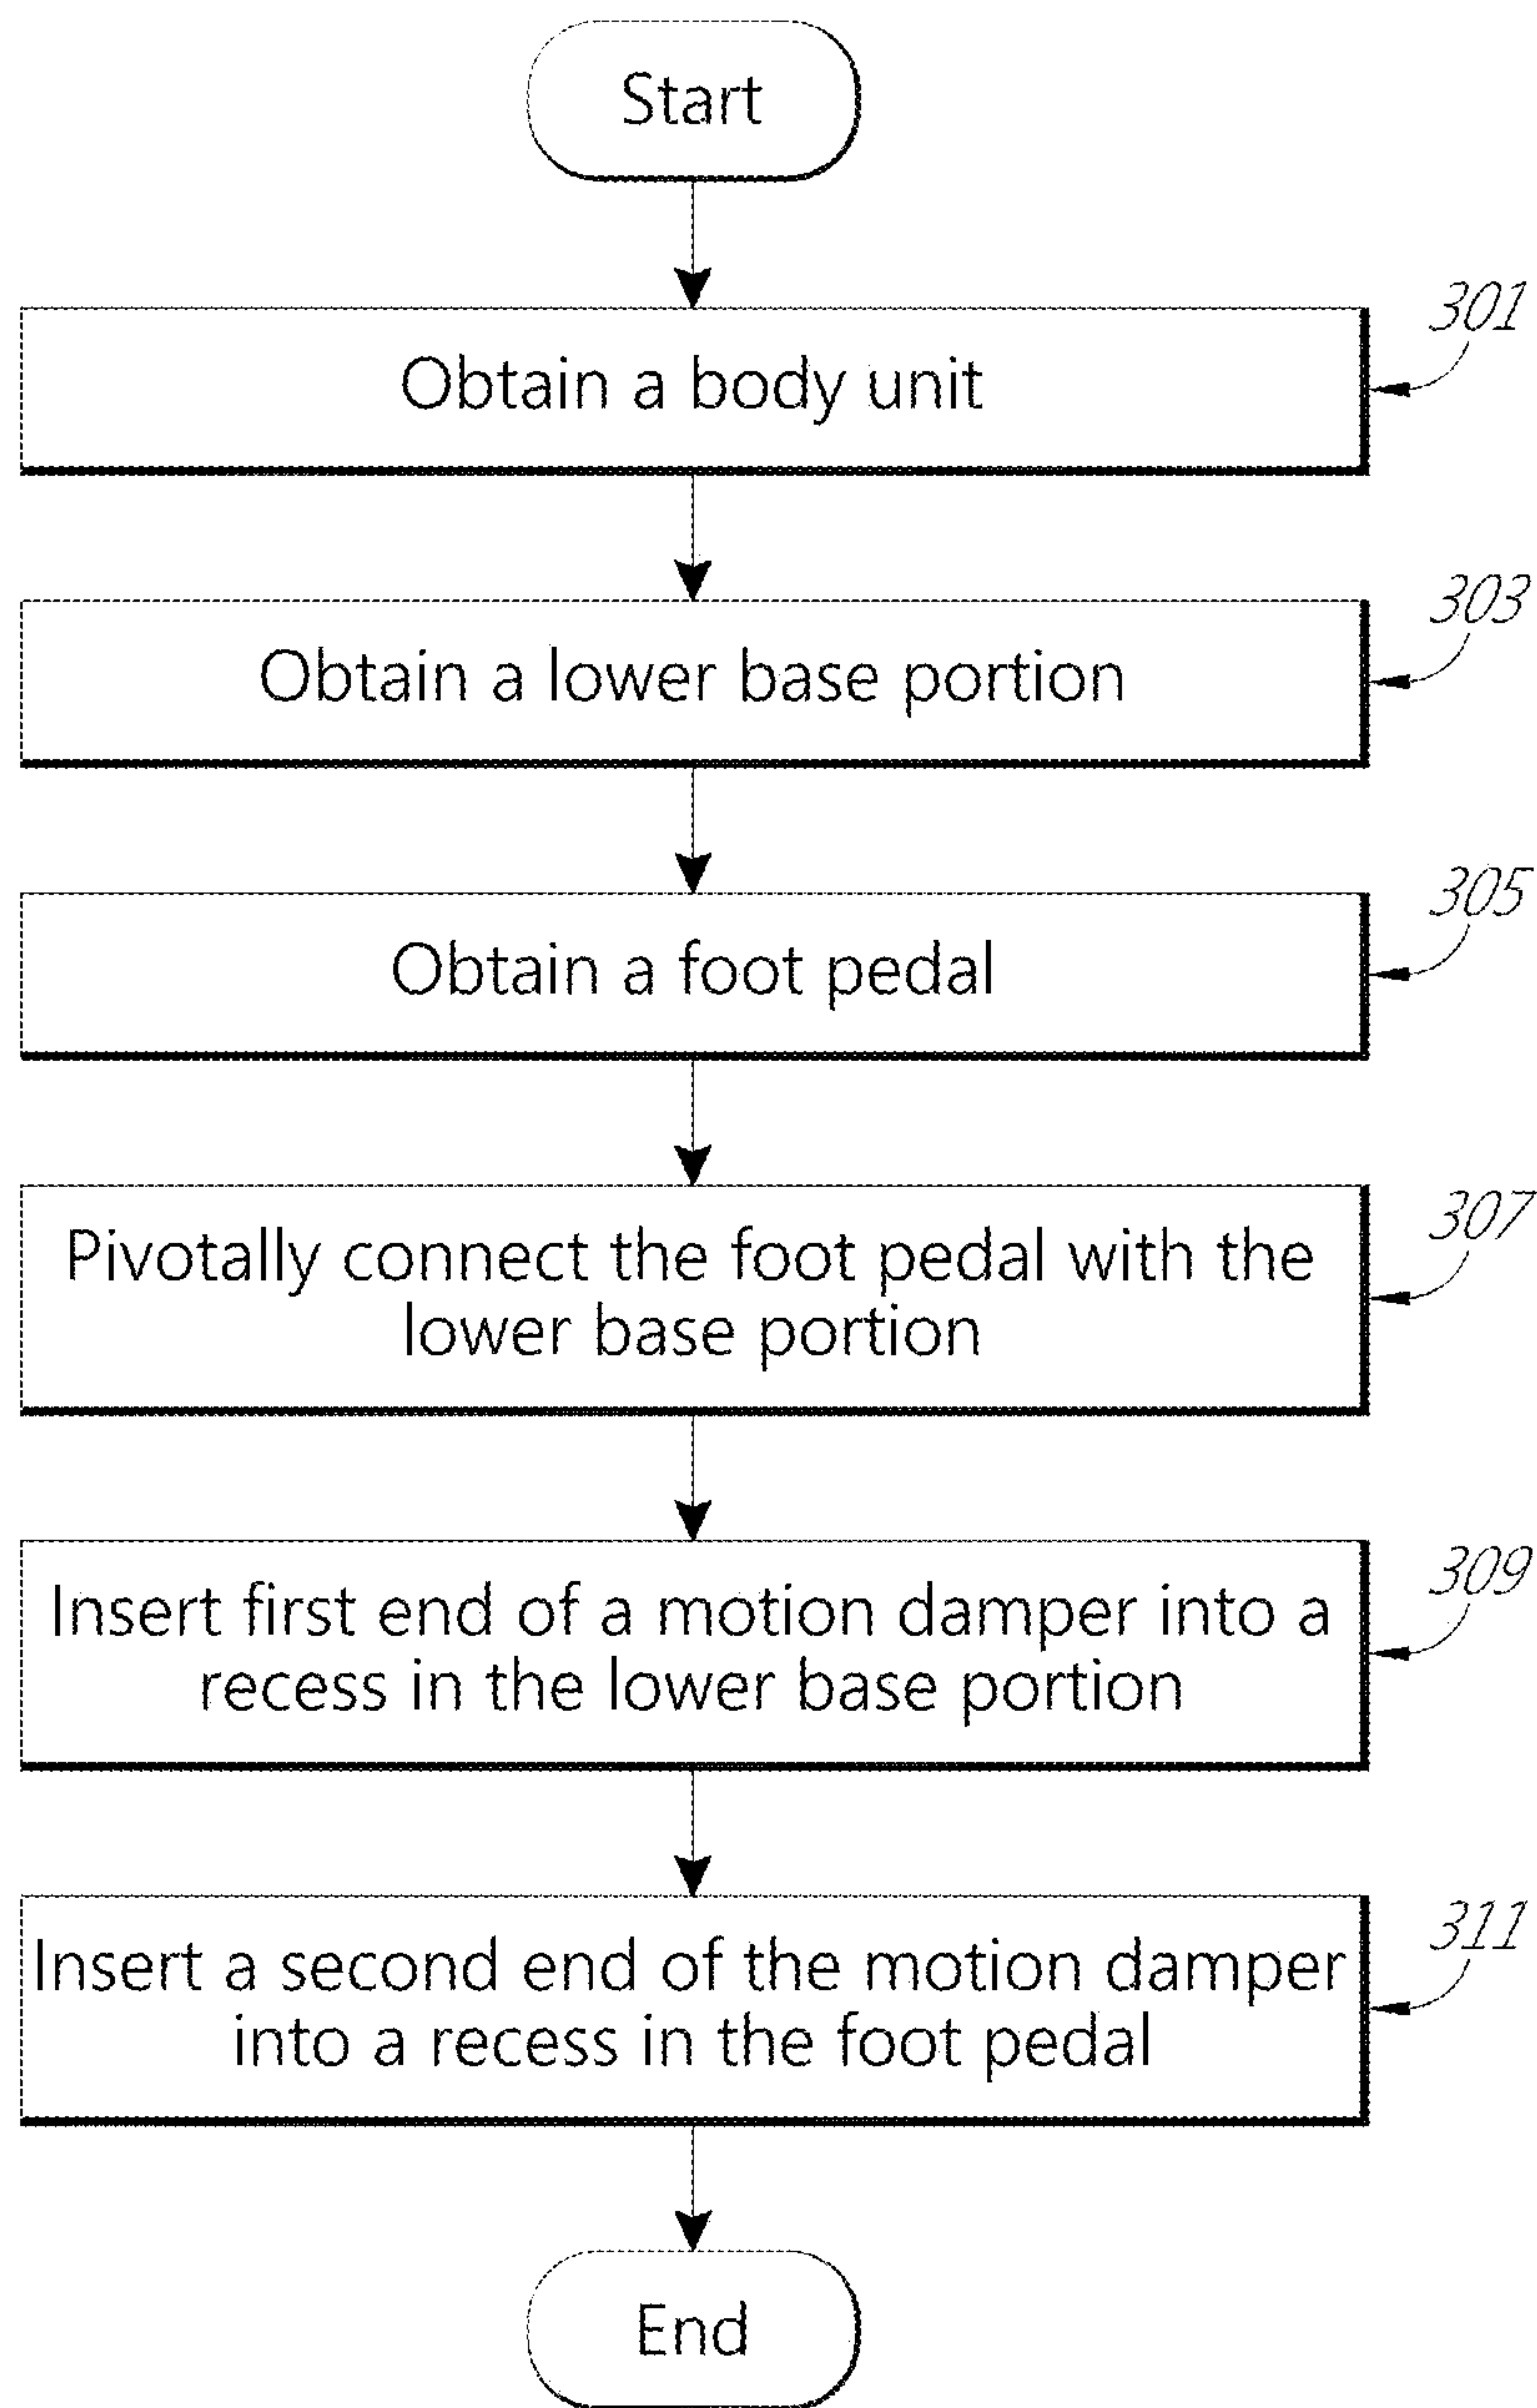 Start
301
Obtain a body unit
303
Obtain a lower base portion
305
Obtain a foot pedal
307
Pivotally connect the foot pedal with the
lower base portion
309
Insert first end of a motion damper into a
recess in the lower base portion
311
Insert a second end of the motion damper
into a recess in the foot pedal
End